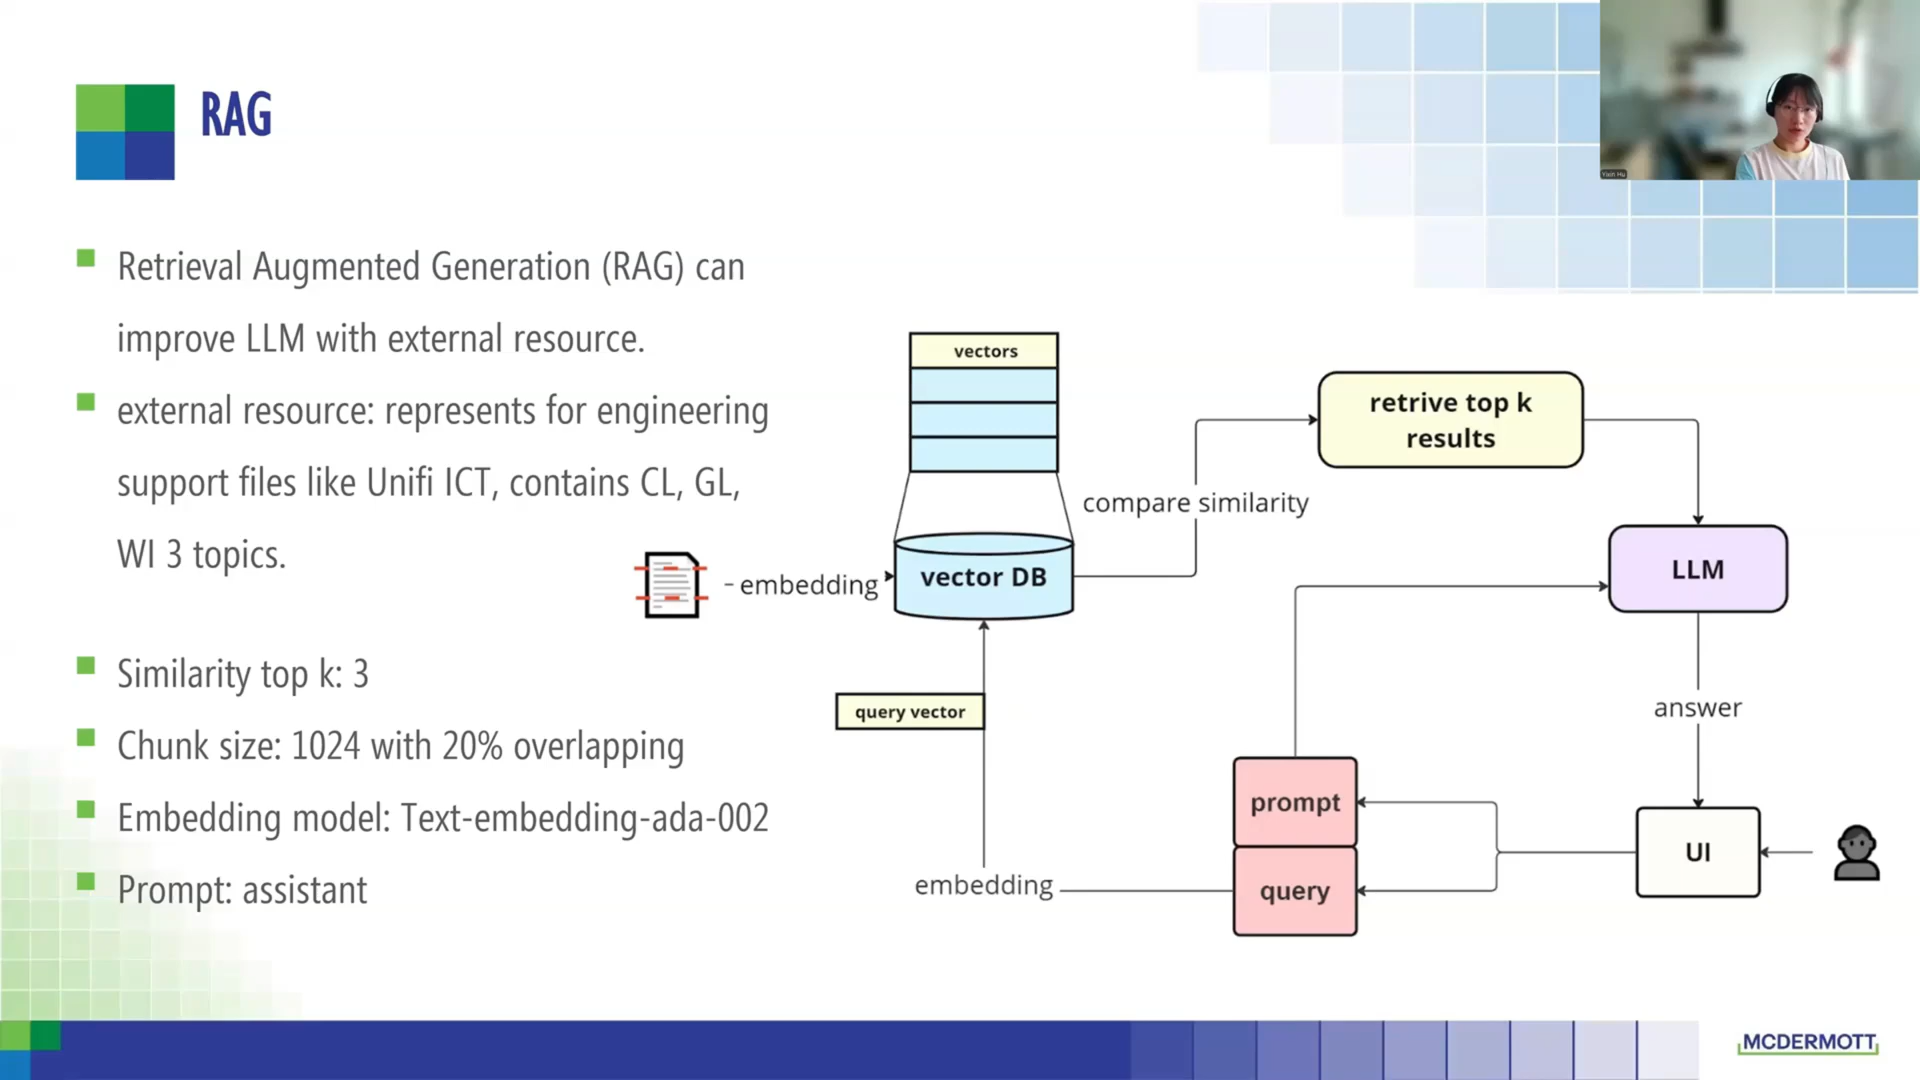 RAG
Retrieval Augmented Generation (RAG) can
improve LLM with external resource.
external resource: represents for engineering
support files like Unifi ICT, contains CL, GL,
WI 3 topics.
Similarity top k: 3
Chunk size: 1024 with 20% overlapping
Embedding model: Text-embedding-ada-002
Prompt: assistant
vectors
retrive top k
results
compare similarity
LLM
embedding
vector DB
query vector
answer
prompt
UI
embedding
query
Yixin Hu
MCDERMOTT